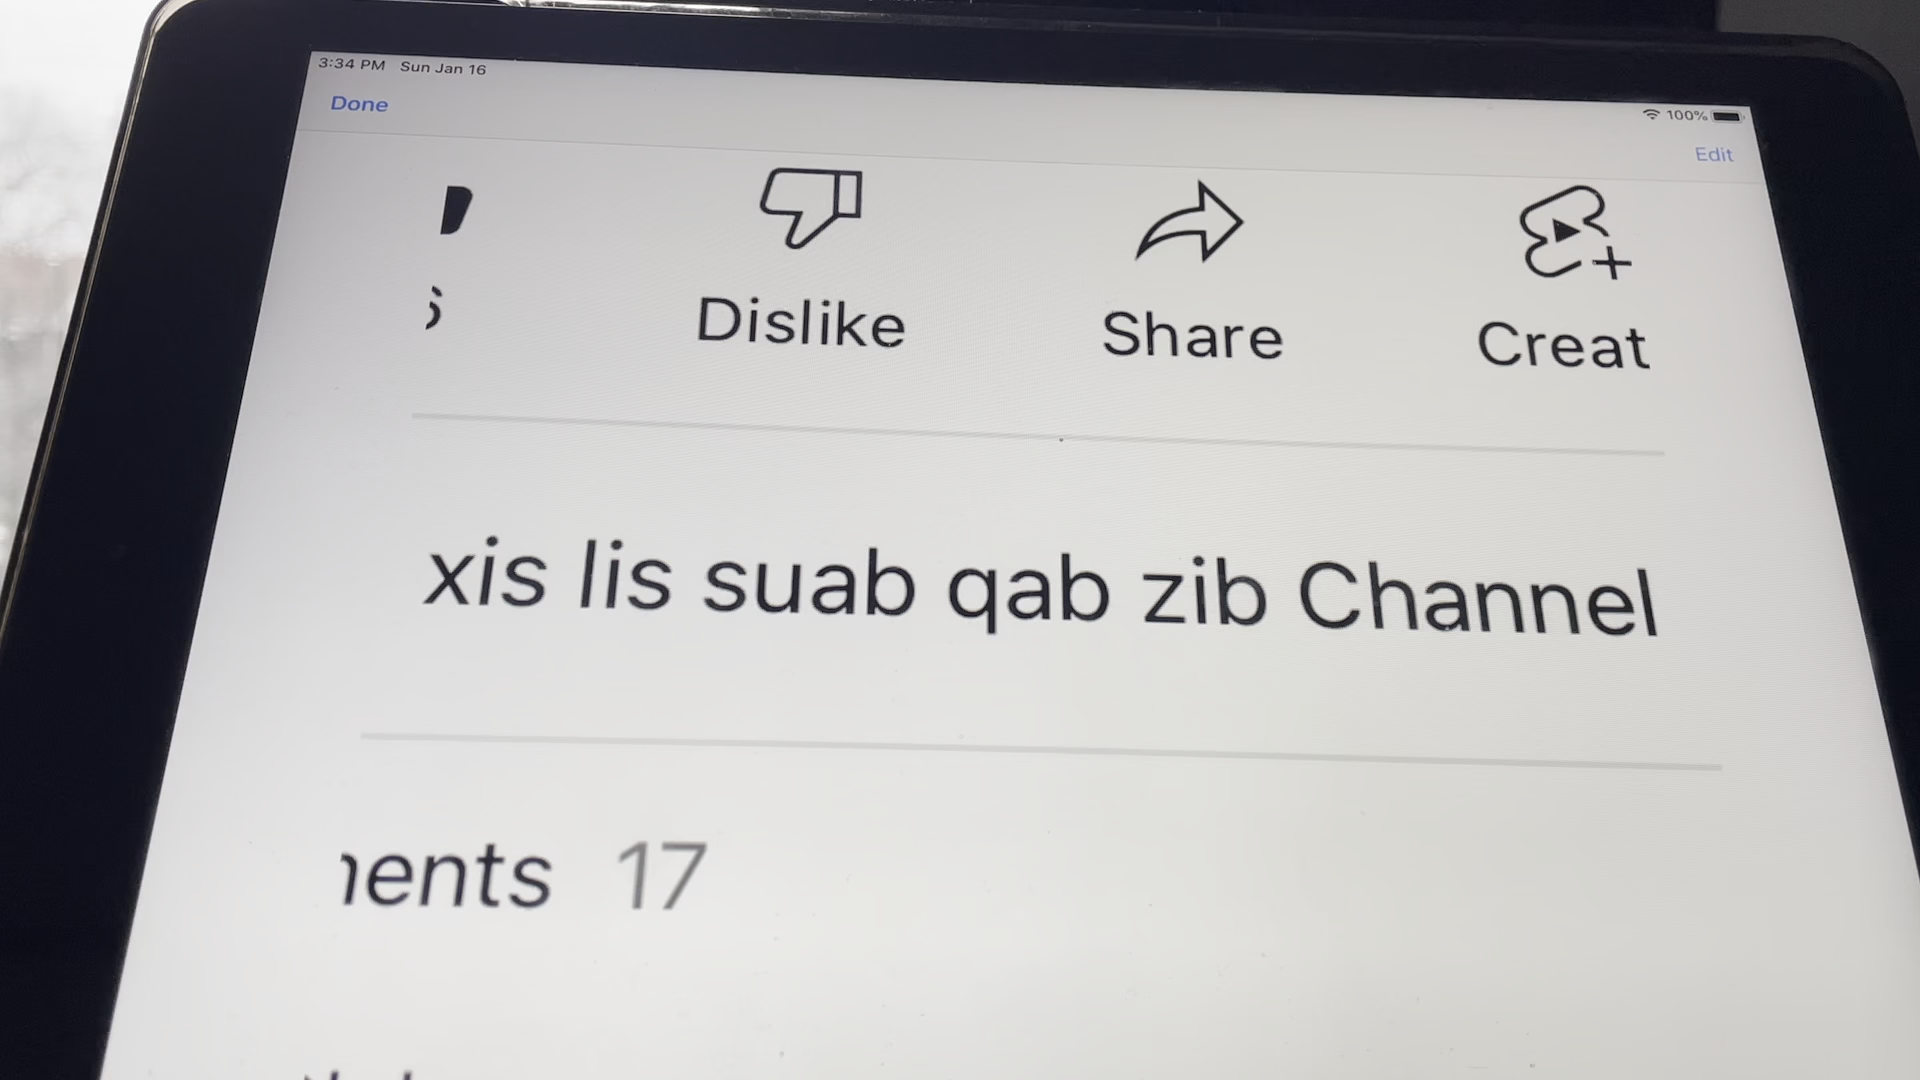 3:34 PM Sun Jan 16
100%
Done
Edit
Dislike
Share
Creat
xis lis suab qab zib Channel
nents 17